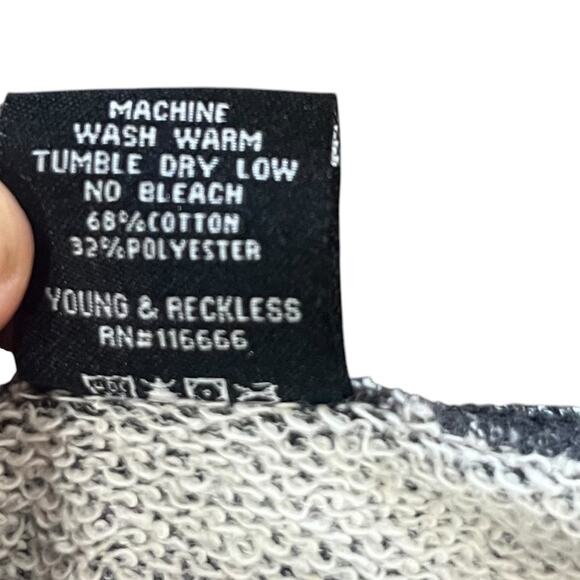 MACHINE
WASH WARM
TUMBLE DRY LOW
NO BLEACH
68%COTTON
32%POLYESTER
YOUNG & RECKLESS
RN#116666